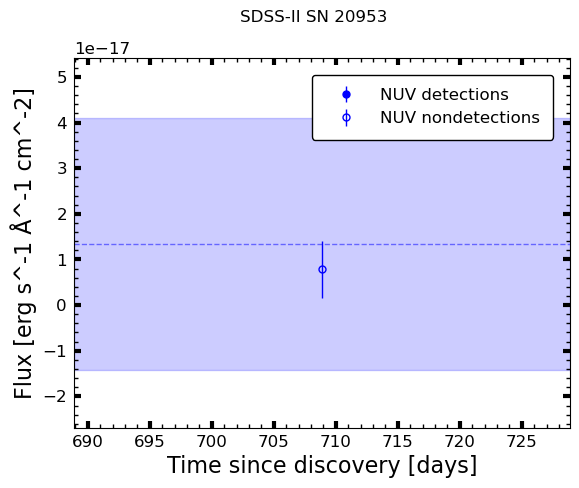 SDSS-II SN 20953
1e−17
NUV detections
NUV nondetections
5
4
3
2
1
0
−1
−2
Flux [erg s^-1 Å^-1 cm^-2]
690 695 700 705 710 715 720 725
Time since discovery [days]